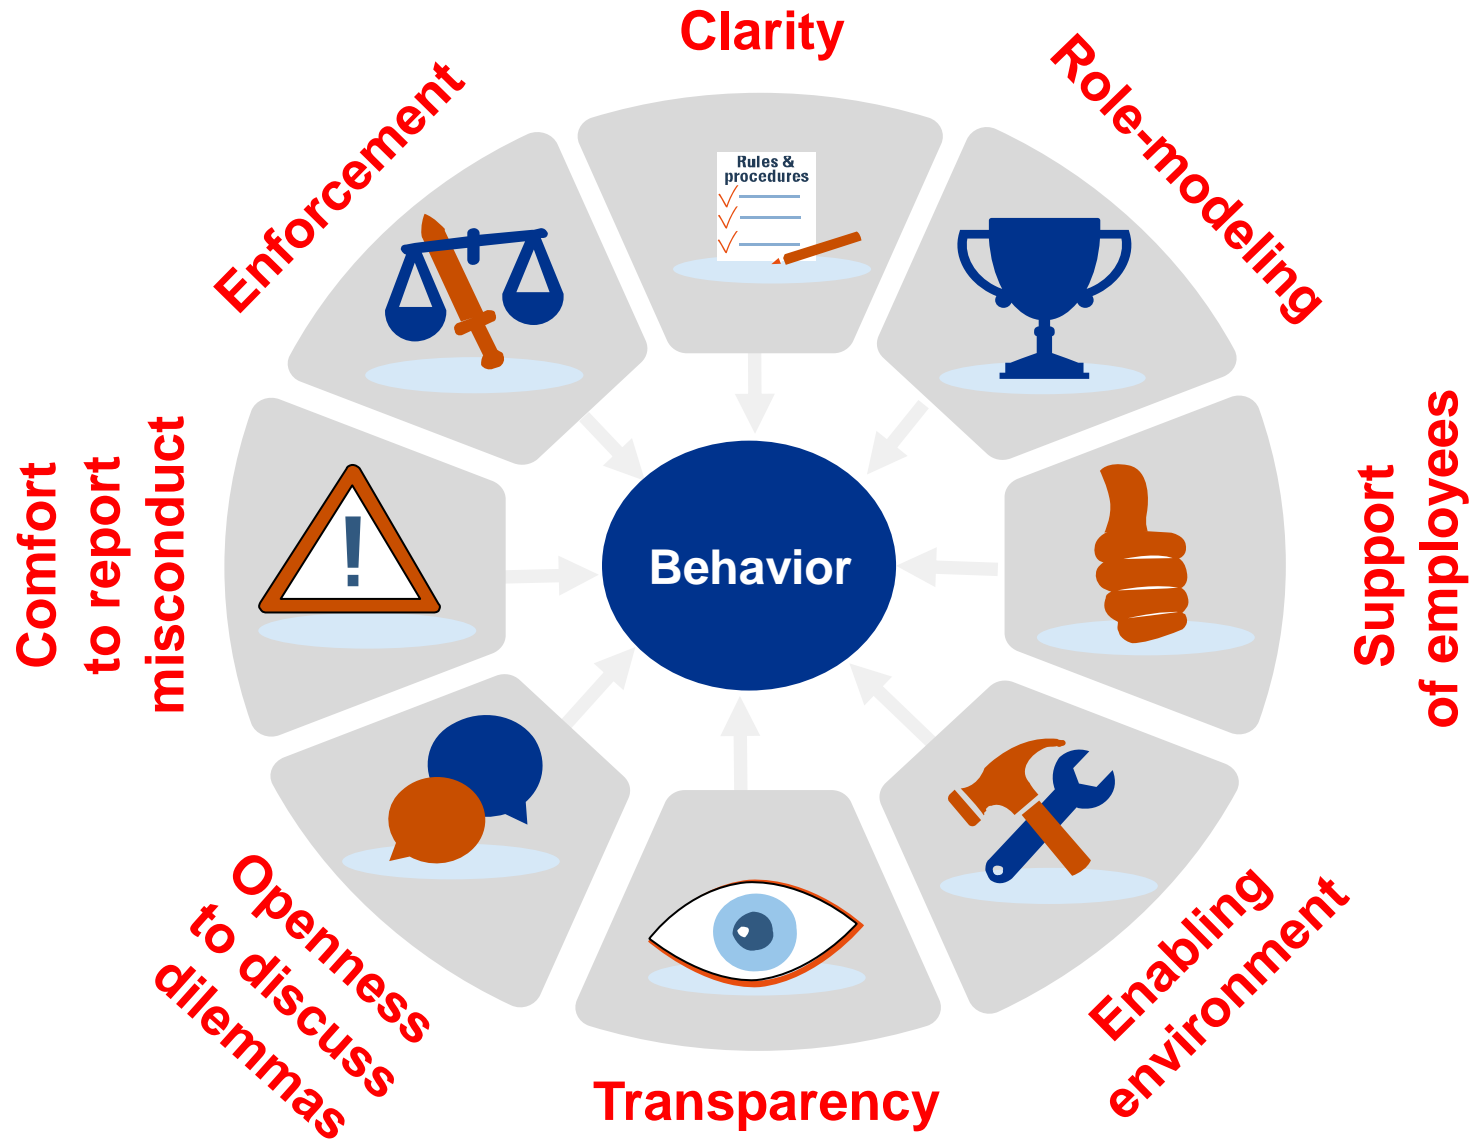 Clarity
Role-modeling
Support
of employees
Enabling
environment
Transparency
Openness
to discuss
dilemmas
Comfort
to report
misconduct
Enforcement
Rules &
procedures
!
Behavior